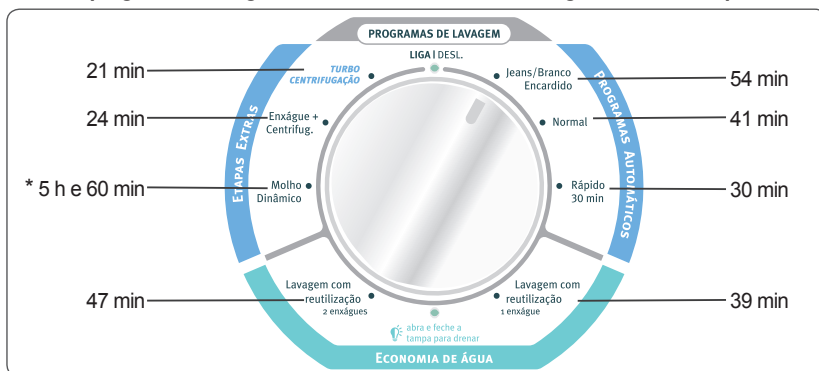 PROGRAMAS DE LAVAGEM
LIGA | DESL.
21 min
TURBO
CENTRIFUGAÇÃO
Jeans/Branco
Encardido
54 min
24 min
Enxágue +
Centrifug.
Normal
41 min
ETAPAS EXTRAS
PROGRAMAS AUTOMÁTICOS
* 5 h e 60 min
Molho
Dinâmico
Rápido
30 min
30 min
47 min
Lavagem com
reutilização
2 enxágues
Lavagem com
reutilização
1 enxágue
39 min
abra e feche a
tampa para drenar
ECONOMIA DE ÁGUA